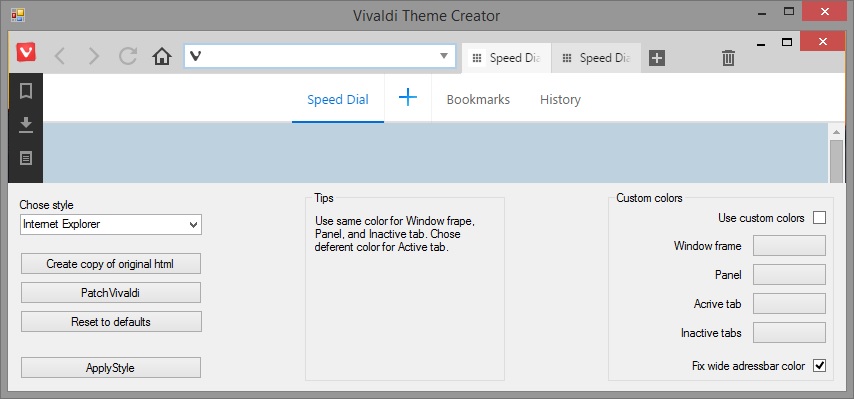 Vivaldi Theme Creator
Speed Dia
Speed Dia
Speed Dial
Bookmarks
History
Chose style
Internet Explorer
Create copy of original html
PatchVivaldi
Reset to defaults
ApplyStyle
Tips
Use same color for Window frape,
Panel, and Inactive tab. Chose
deferent color for Active tab.
Custom colors
Use custom colors
Window frame
Panel
Acrive tab
Inactive tabs
Fix wide adressbar color